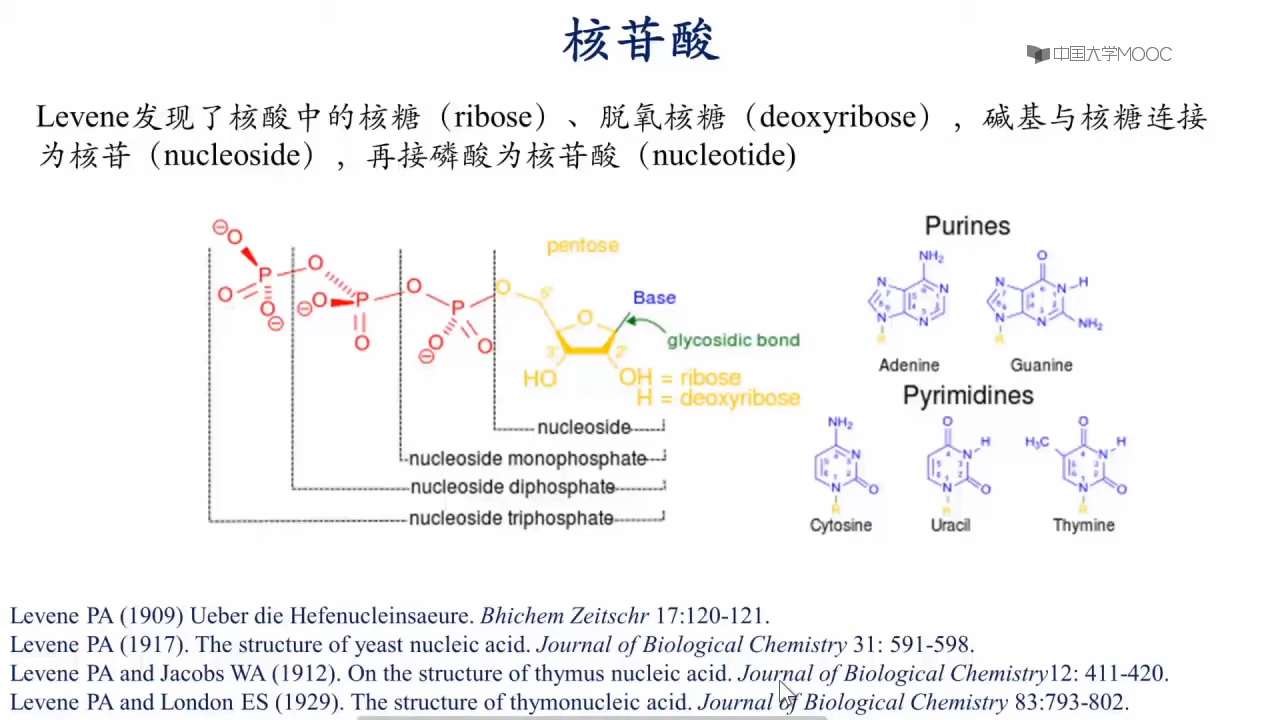 核苷酸
中国大学MOOC
Levene发现了核酸中的核糖（ribose）、脱氧核糖（deoxyribose），碱基与核糖连接
为核苷（nucleoside），再接磷酸为核苷酸（nucleotide)
pentose
Base
glycosidic bond
5'
3'
2'
O
HO
OH = ribose
H = deoxyribose
nucleoside
nucleoside monophosphate
nucleoside diphosphate
nucleoside triphosphate
Purines
NH₂
Adenine
Guanine
Pyrimidines
NH₂
H₃C
Cytosine
Uracil
Thymine
Levene PA (1909) Ueber die Hefenucleinsaeure. Bhichem Zeitschr 17:120-121.
Levene PA (1917). The structure of yeast nucleic acid. Journal of Biological Chemistry 31: 591-598.
Levene PA and Jacobs WA (1912). On the structure of thymus nucleic acid. Journal of Biological Chemistry12: 411-420.
Levene PA and London ES (1929). The structure of thymonucleic acid. Journal of Biological Chemistry 83:793-802.